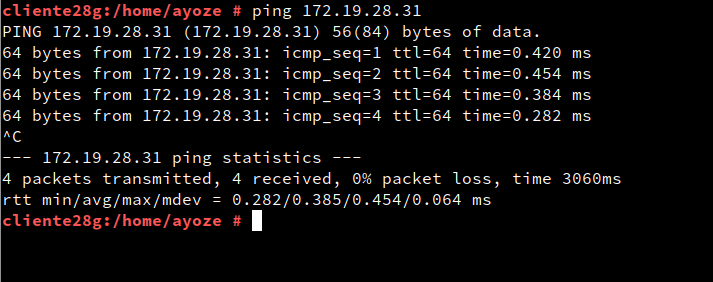 cliente28g:/home/ayoze # ping 172.19.28.31
PING 172.19.28.31 (172.19.28.31) 56(84) bytes of data.
64 bytes from 172.19.28.31: icmp_seq=1 ttl=64 time=0.420 ms
64 bytes from 172.19.28.31: icmp_seq=2 ttl=64 time=0.454 ms
64 bytes from 172.19.28.31: icmp_seq=3 ttl=64 time=0.384 ms
64 bytes from 172.19.28.31: icmp_seq=4 ttl=64 time=0.282 ms
^C
--- 172.19.28.31 ping statistics ---
4 packets transmitted, 4 received, 0% packet loss, time 3060ms
rtt min/avg/max/mdev = 0.282/0.385/0.454/0.064 ms
cliente28g:/home/ayoze #